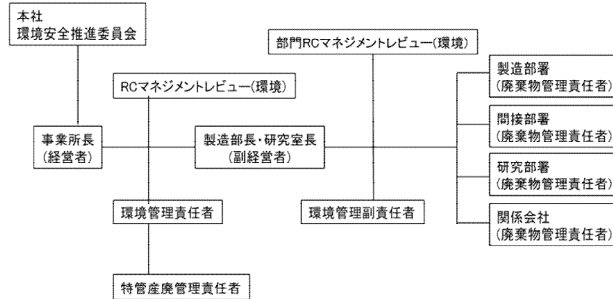 本社
環境安全推進委員会
部門RCマネジメントレビュー(環境)
RCマネジメントレビュー(環境)
事業所長
(経営者)
製造部長・研究室長
(副経営者)
製造部署
(廃棄物管理責任者)
間接部署
(廃棄物管理責任者)
研究部署
(廃棄物管理責任者)
関係会社
(廃棄物管理責任者)
環境管理責任者
環境管理副責任者
特管産廃管理責任者